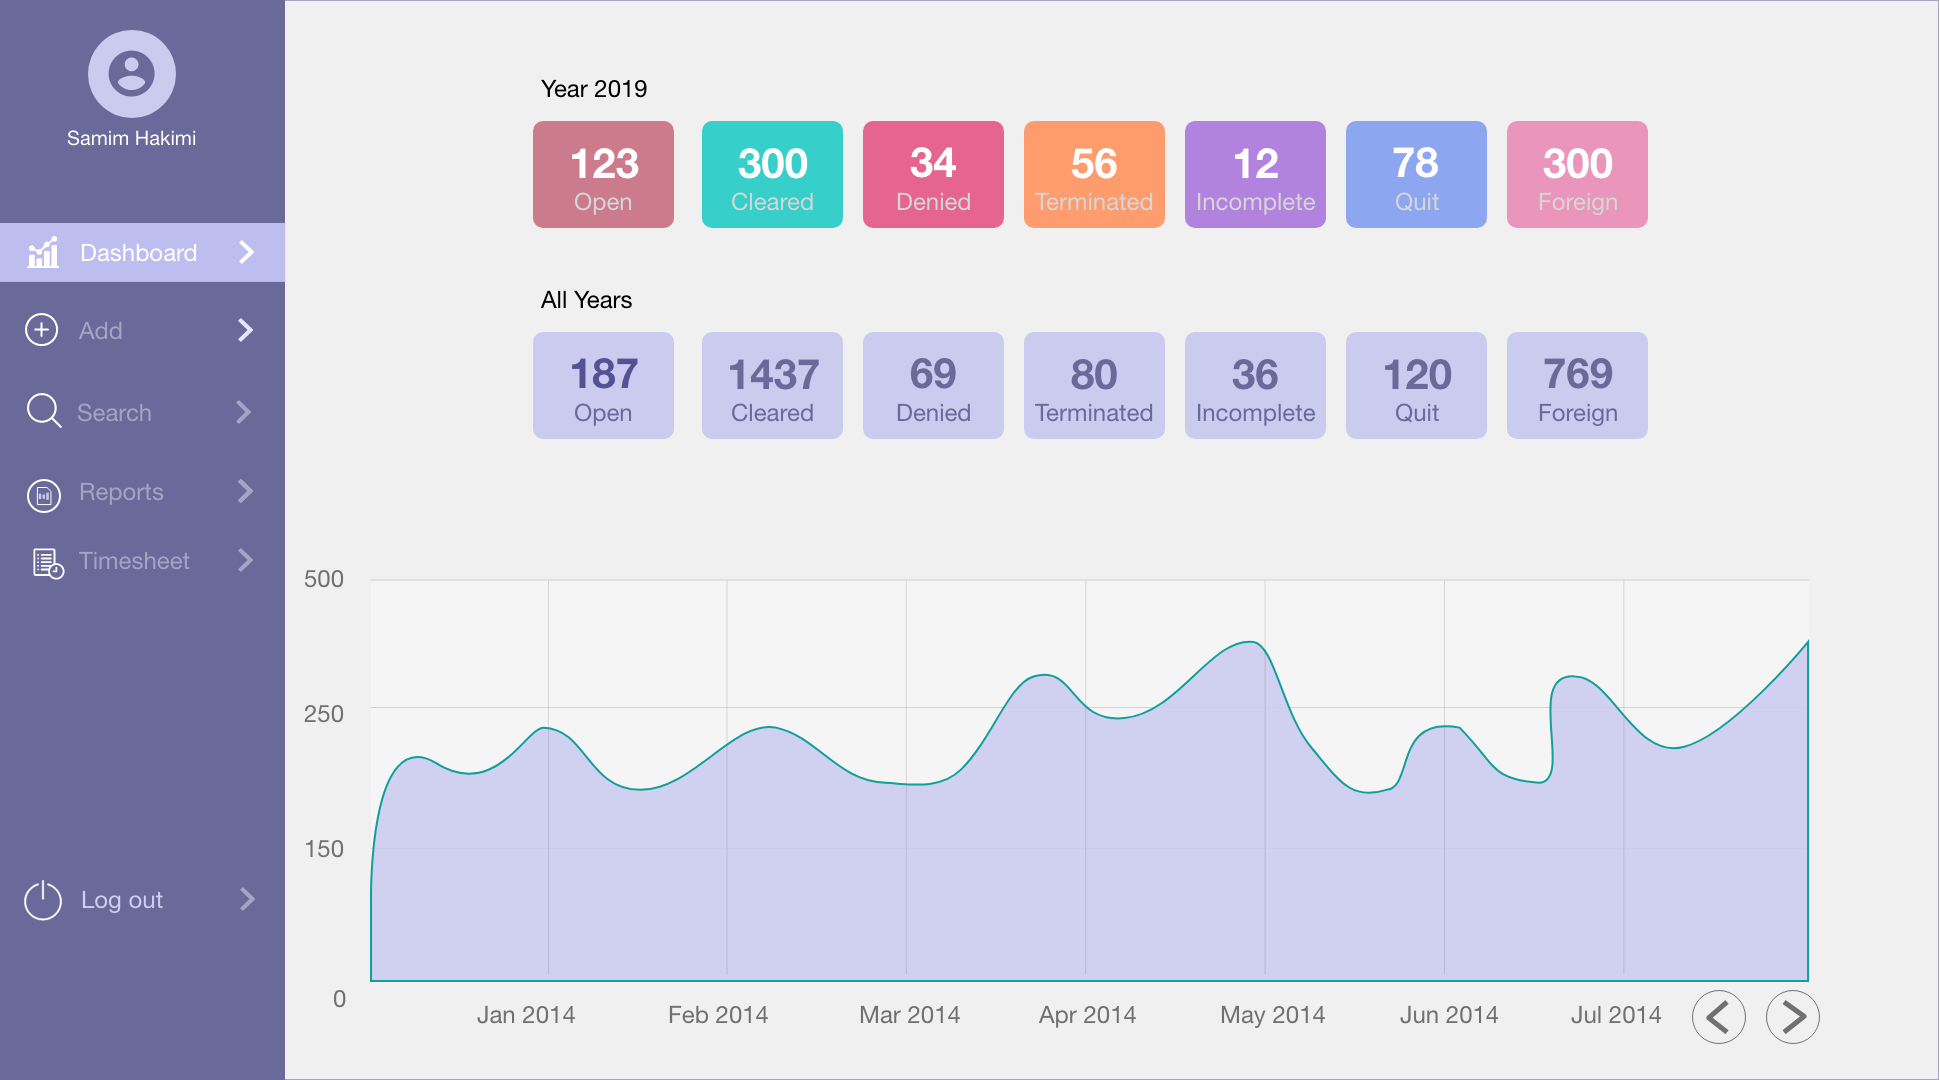 Samim Hakimi
Dashboard
Add
Search
Reports
Timesheet
Log out
Year 2019
123 300 34 56 12 78 300
Open Cleared Denied Terminated Incomplete Quit Foreign
All Years
187 1437 69 80 36 120 769
Open Cleared Denied Terminated Incomplete Quit Foreign
500
250
150
0
Jan 2014 Feb 2014 Mar 2014 Apr 2014 May 2014 Jun 2014 Jul 2014